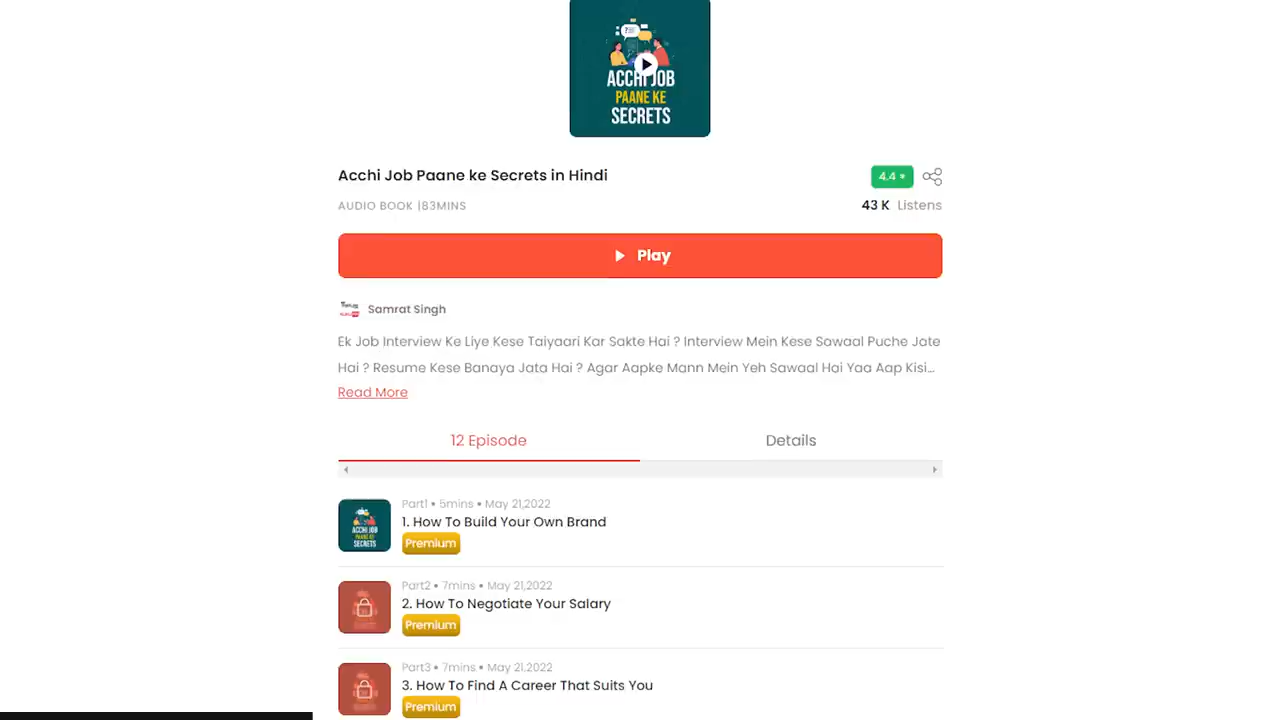 ACCHI JOB
PAANE KE
SECRETS
Acchi Job Paane ke Secrets in Hindi
4.4 ★
AUDIO BOOK |83MINS
43 K Listens
Play
Samrat Singh
Ek Job Interview Ke Liye Kese Taiyaari Kar Sakte Hai ? Interview Mein Kese Sawaal Puche Jate
Hai ? Resume Kese Banaya Jata Hai ? Agar Aapke Mann Mein Yeh Sawaal Hai Yaa Aap Kisi...
Read More
12 Episode
Details
ACCHI JOB
PAANE KE
SECRETS
Part1 • 5mins • May 21,2022
1. How To Build Your Own Brand
Premium
Part2 • 7mins • May 21,2022
2. How To Negotiate Your Salary
Premium
Part3 • 7mins • May 21,2022
3. How To Find A Career That Suits You
Premium